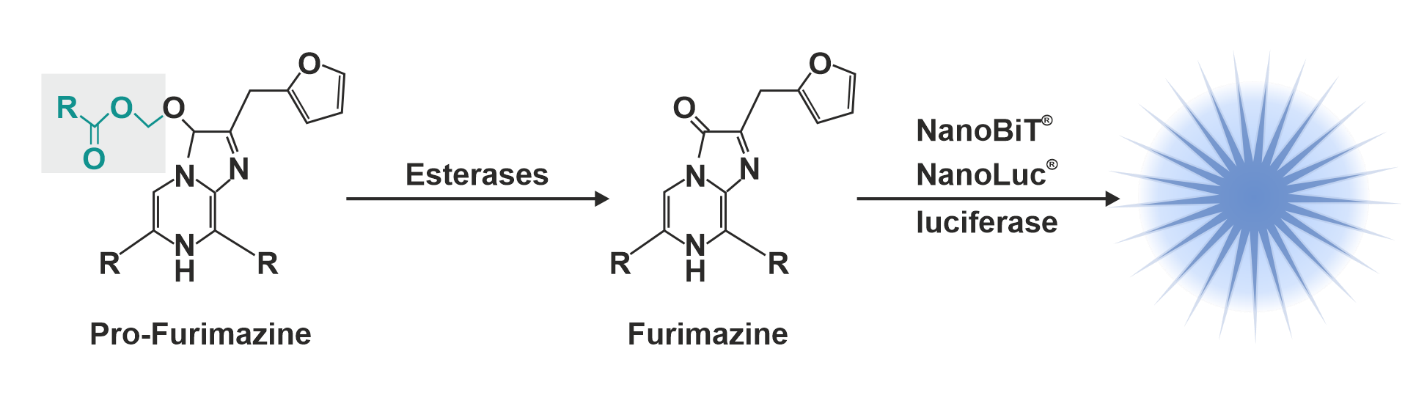 R
O
O
O
O
N
N
N
H
R
R
Pro-Furimazine
Esterases
O
O
N
N
N
H
R
R
Furimazine
NanoBiT®
NanoLuc®
luciferase